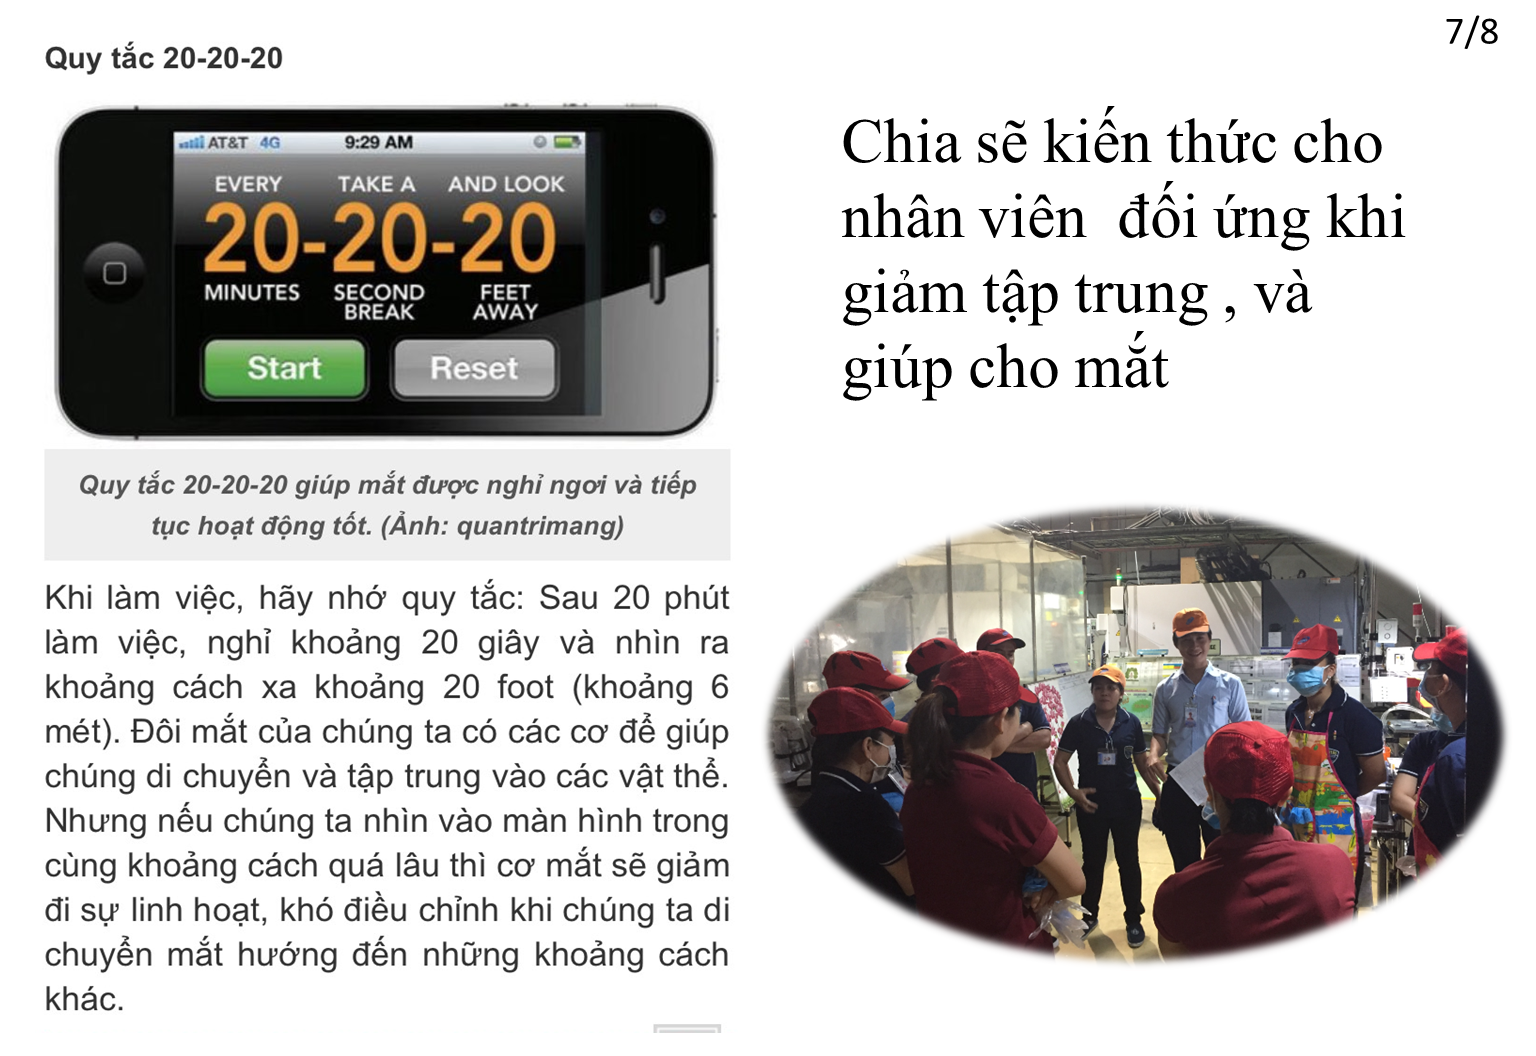 7/8
Quy tắc 20-20-20
AT&T 4G 9:29 AM
EVERY TAKE A AND LOOK
20-20-20
MINUTES SECOND BREAK FEET AWAY
Start Reset
Quy tắc 20-20-20 giúp mắt được nghỉ ngơi và tiếp
tục hoạt động tốt. (Ảnh: quantrimang)
Khi làm việc, hãy nhớ quy tắc: Sau 20 phút
làm việc, nghỉ khoảng 20 giây và nhìn ra
khoảng cách xa khoảng 20 foot (khoảng 6
mét). Đôi mắt của chúng ta có các cơ để giúp
chúng di chuyển và tập trung vào các vật thể.
Nhưng nếu chúng ta nhìn vào màn hình trong
cùng khoảng cách quá lâu thì cơ mắt sẽ giảm
đi sự linh hoạt, khó điều chỉnh khi chúng ta di
chuyển mắt hướng đến những khoảng cách
khác.
Chia sẽ kiến thức cho
nhân viên đối ứng khi
giảm tập trung , và
giúp cho mắt